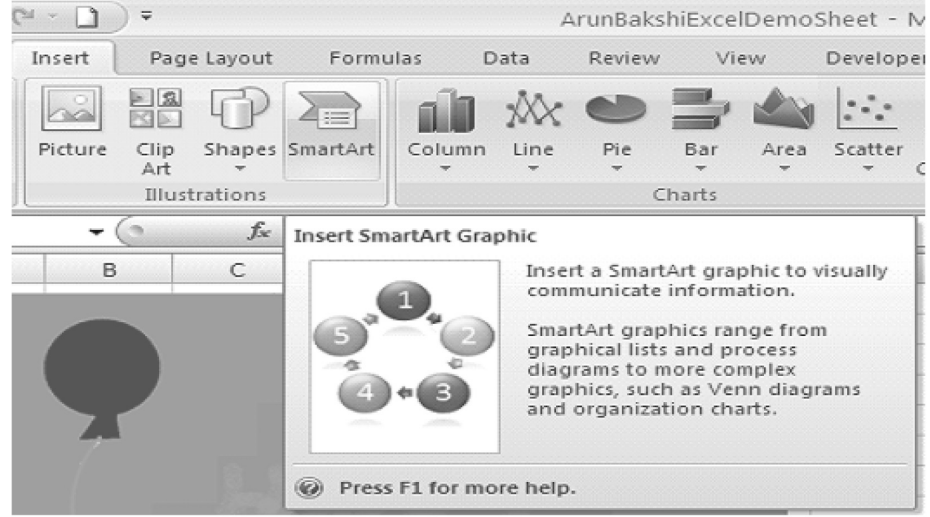 ArunBakshiExcelDemoSheet - M
Insert Page Layout Formulas Data Review View Developer
Picture Clip Art Shapes SmartArt Column Line Pie Bar Area Scatter
Illustrations Charts
fx
B C
Insert SmartArt Graphic
Insert a SmartArt graphic to visually
communicate information.
SmartArt graphics range from
graphical lists and process
diagrams to more complex
graphics, such as Venn diagrams
and organization charts.
1
5 2
4 3
Press F1 for more help.